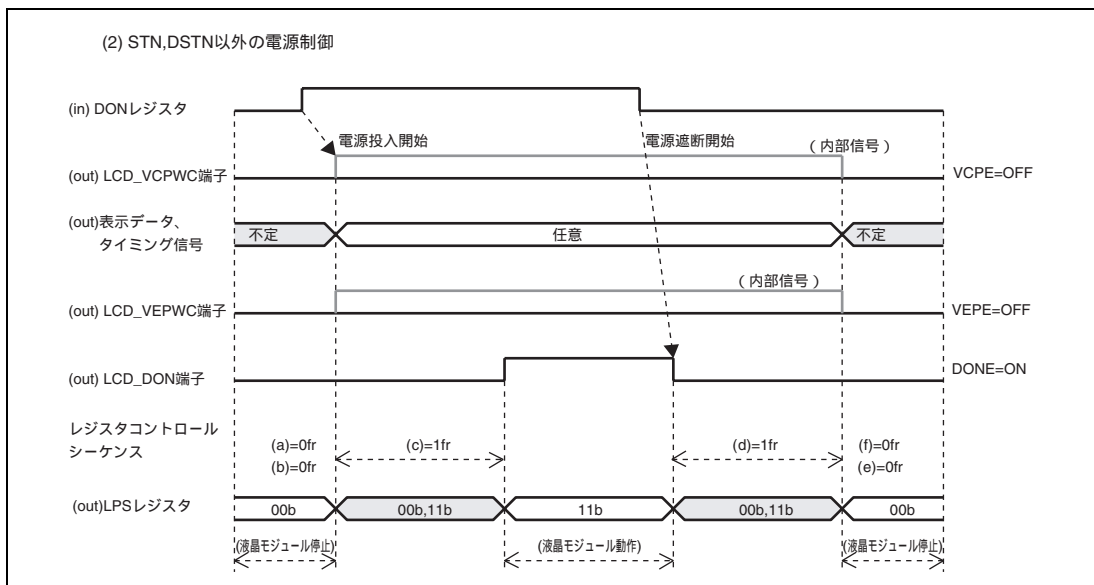 (2) STN,DSTN以外の電源制御
(in) DONレジスタ
電源投入開始
電源遮断開始
（内部信号）
(out) LCD_VCPWC端子
VCPE=OFF
(out)表示データ、
タイミング信号
不定
任意
不定
（内部信号）
(out) LCD_VEPWC端子
VEPE=OFF
(out) LCD_DON端子
DONE=ON
レジスタコントロール
シーケンス
(a)=0fr
(b)=0fr
(c)=1fr
(d)=1fr
(f)=0fr
(e)=0fr
(out)LPSレジスタ
00b
00b,11b
11b
00b,11b
00b
(液晶モジュール停止)
(液晶モジュール動作)
(液晶モジュール停止)